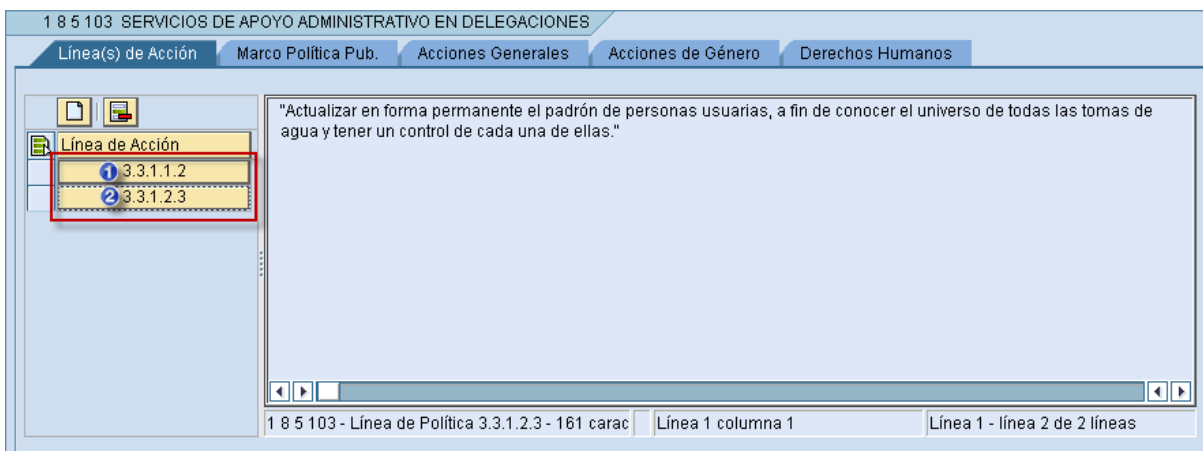 1 8 5 103 SERVICIOS DE APOYO ADMINISTRATIVO EN DELEGACIONES
Línea(s) de Acción
Marco Política Pub.
Acciones Generales
Acciones de Género
Derechos Humanos
"Actualizar en forma permanente el padrón de personas usuarias, a fin de conocer el universo de todas las tomas de
agua y tener un control de cada una de ellas."
Línea de Acción
1 3.3.1.1.2
2 3.3.1.2.3
1 8 5 103 - Línea de Política 3.3.1.2.3 - 161 carac
Línea 1 columna 1
Línea 1 - línea 2 de 2 líneas